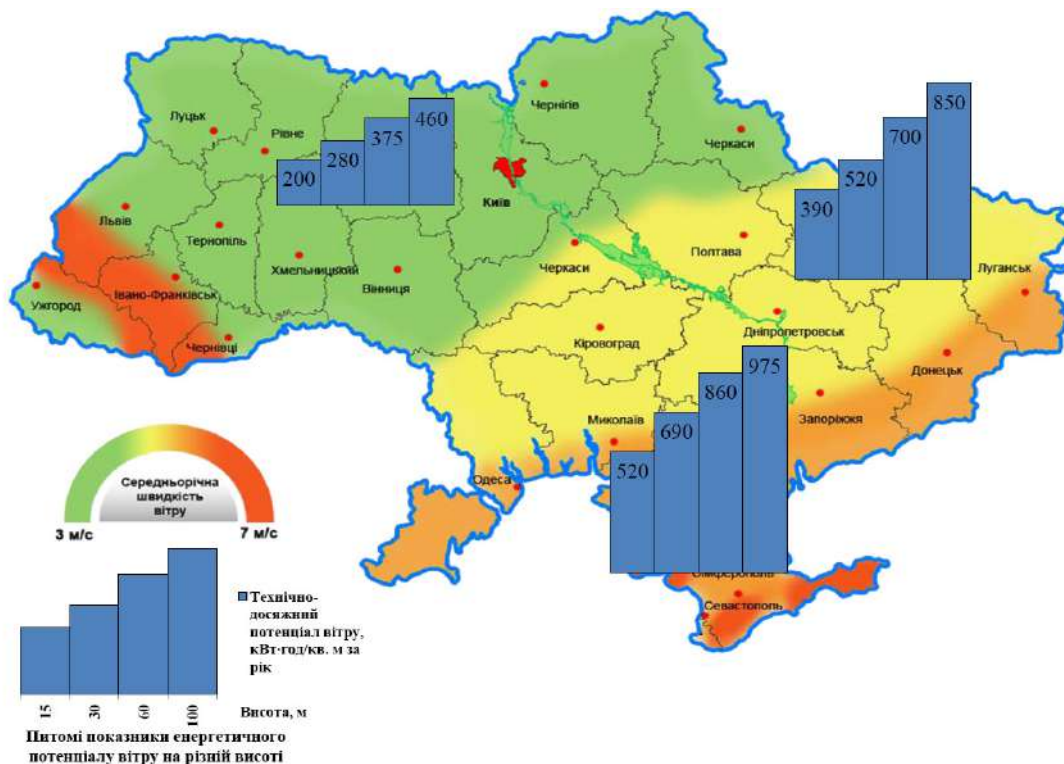 Чернігів
Луцьк
Рівне
Черкаси
Київ
Львів
Тернопіль
Хмельницький
Вінниця
Черкаси
Полтава
Луганськ
Ужгород
Івано-Франківськ
Чернівці
Кіровоград
Дніпропетровськ
Донецьк
Миколаїв
Запоріжжя
Одеса
Сімферополь
Севастополь
200
280
375
460
390
520
700
850
520
690
860
975
Середньорічна
швидкість
вітру
3 м/с
7 м/с
Технічно-
досяжний
потенціал вітру,
кВт·год/кв. м за
рік
15
30
60
100
Висота, м
Питомі показники енергетичного
потенціалу вітру на різній висоті